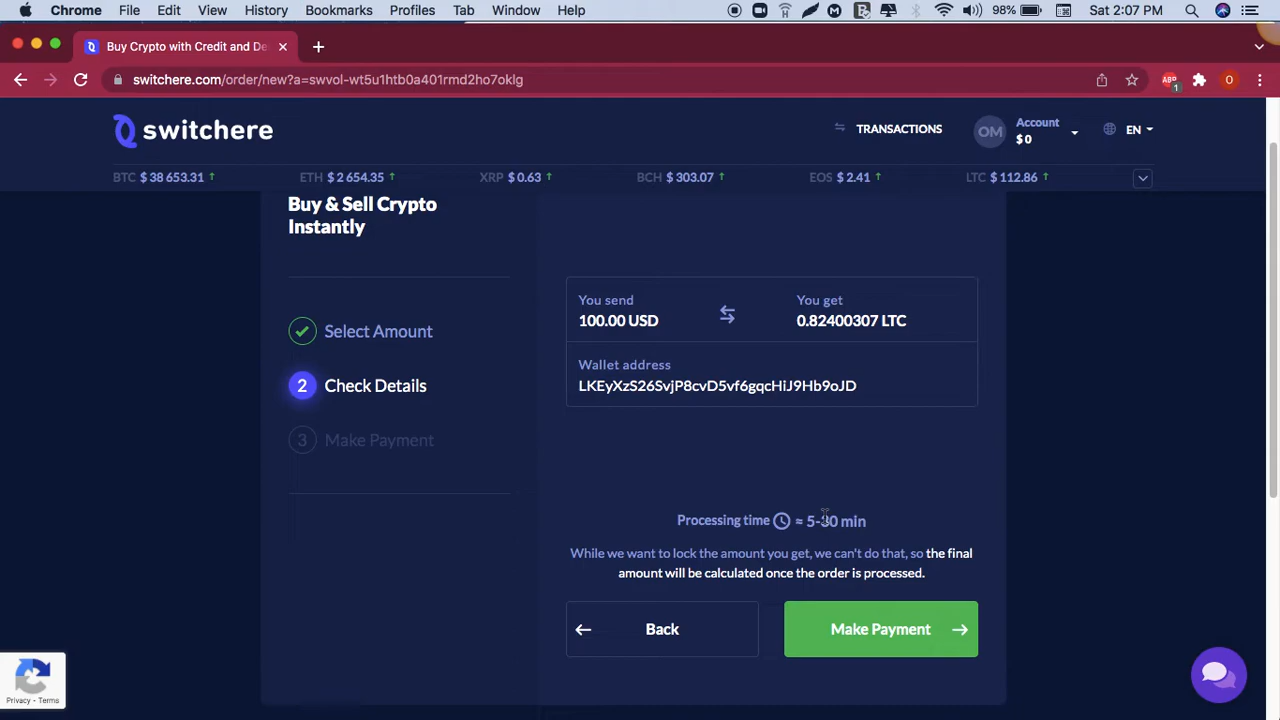 Chrome File Edit View History Bookmarks Profiles Tab Window Help 98% Sat 2:07 PM
Buy Crypto with Credit and De
switchere.com/order/new?a=swvol-wt5u1htb0a401rmd2ho7oklg
ABP 1 O
switchere TRANSACTIONS OM Account EN
$ 0
BTC $ 38 653.31 ↑ ETH $ 2 654.35 ↑ XRP $ 0.63 ↑ BCH $ 303.07 ↑ EOS $ 2.41 ↑ LTC $ 112.86 ↑
Buy & Sell Crypto
Instantly
Select Amount
2 Check Details
3 Make Payment
You send You get
100.00 USD 0.82400307 LTC
Wallet address
LKEyXzS26SvjP8cvD5vf6gqcHiJ9Hb9oJD
Processing time ≈ 5-30 min
While we want to lock the amount you get, we can't do that, so the final
amount will be calculated once the order is processed.
← Back Make Payment →
Privacy - Terms